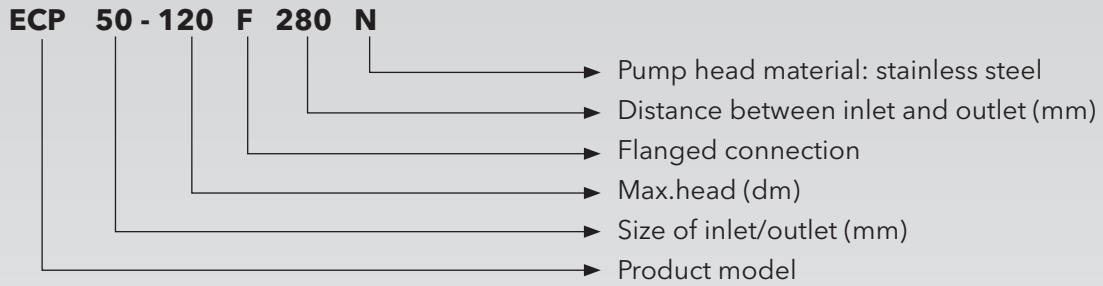 ECP 50 - 120 F 280 N
Pump head material: stainless steel
Distance between inlet and outlet (mm)
Flanged connection
Max.head (dm)
Size of inlet/outlet (mm)
Product model